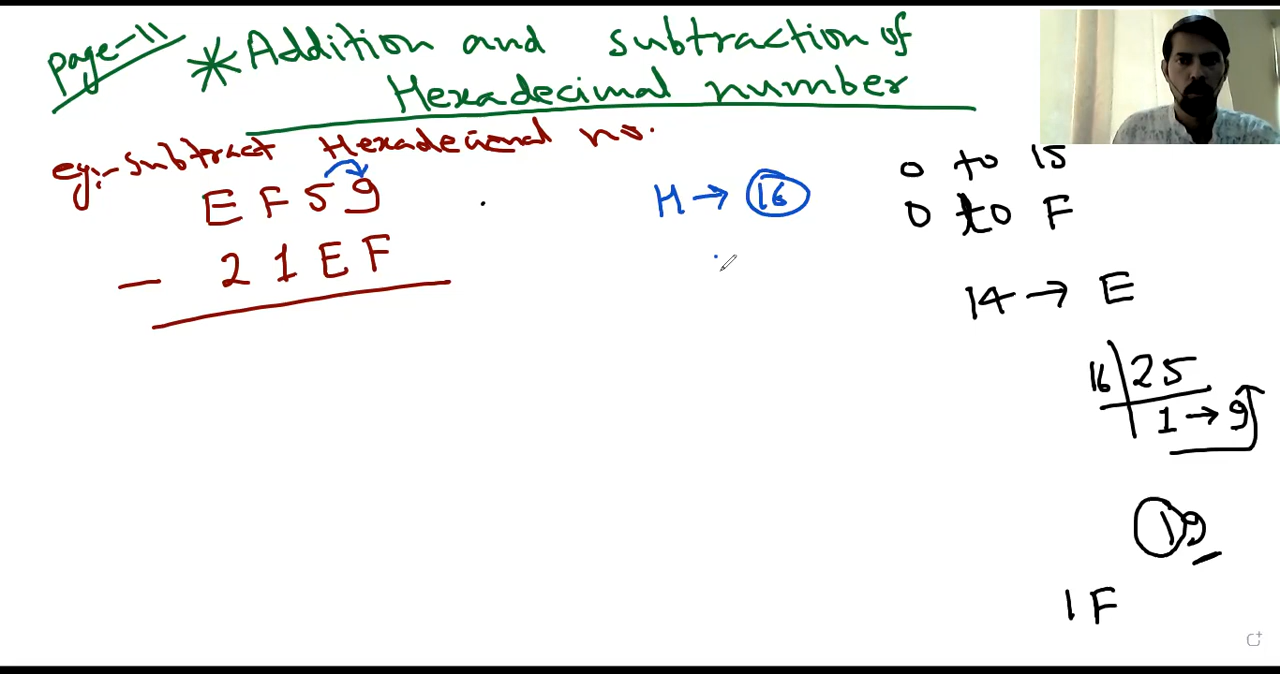 page-11 * Addition and subtraction of
Hexadecimal number
eg:- subtract Hexadecimal no.
E F 5 9
- 2 1 E F
H → 16
0 to 15
0 to F
14 → E
16 | 25
1 → 9
19
1F